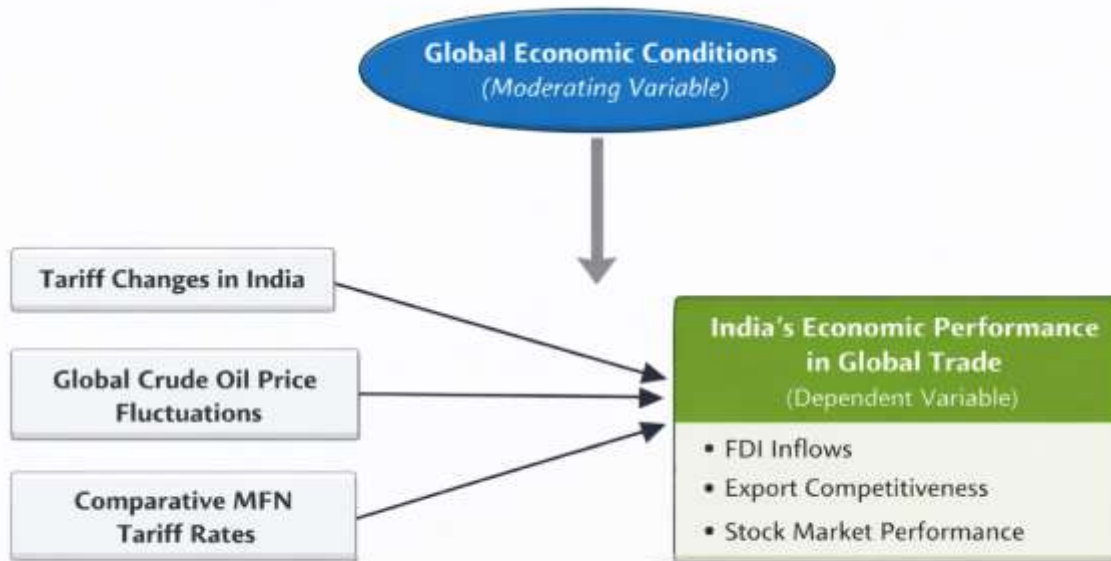 Global Economic Conditions
(Moderating Variable)
Tariff Changes in India
Global Crude Oil Price
Fluctuations
Comparative MFN
Tariff Rates
India's Economic Performance
in Global Trade
(Dependent Variable)
• FDI Inflows
• Export Competitiveness
• Stock Market Performance